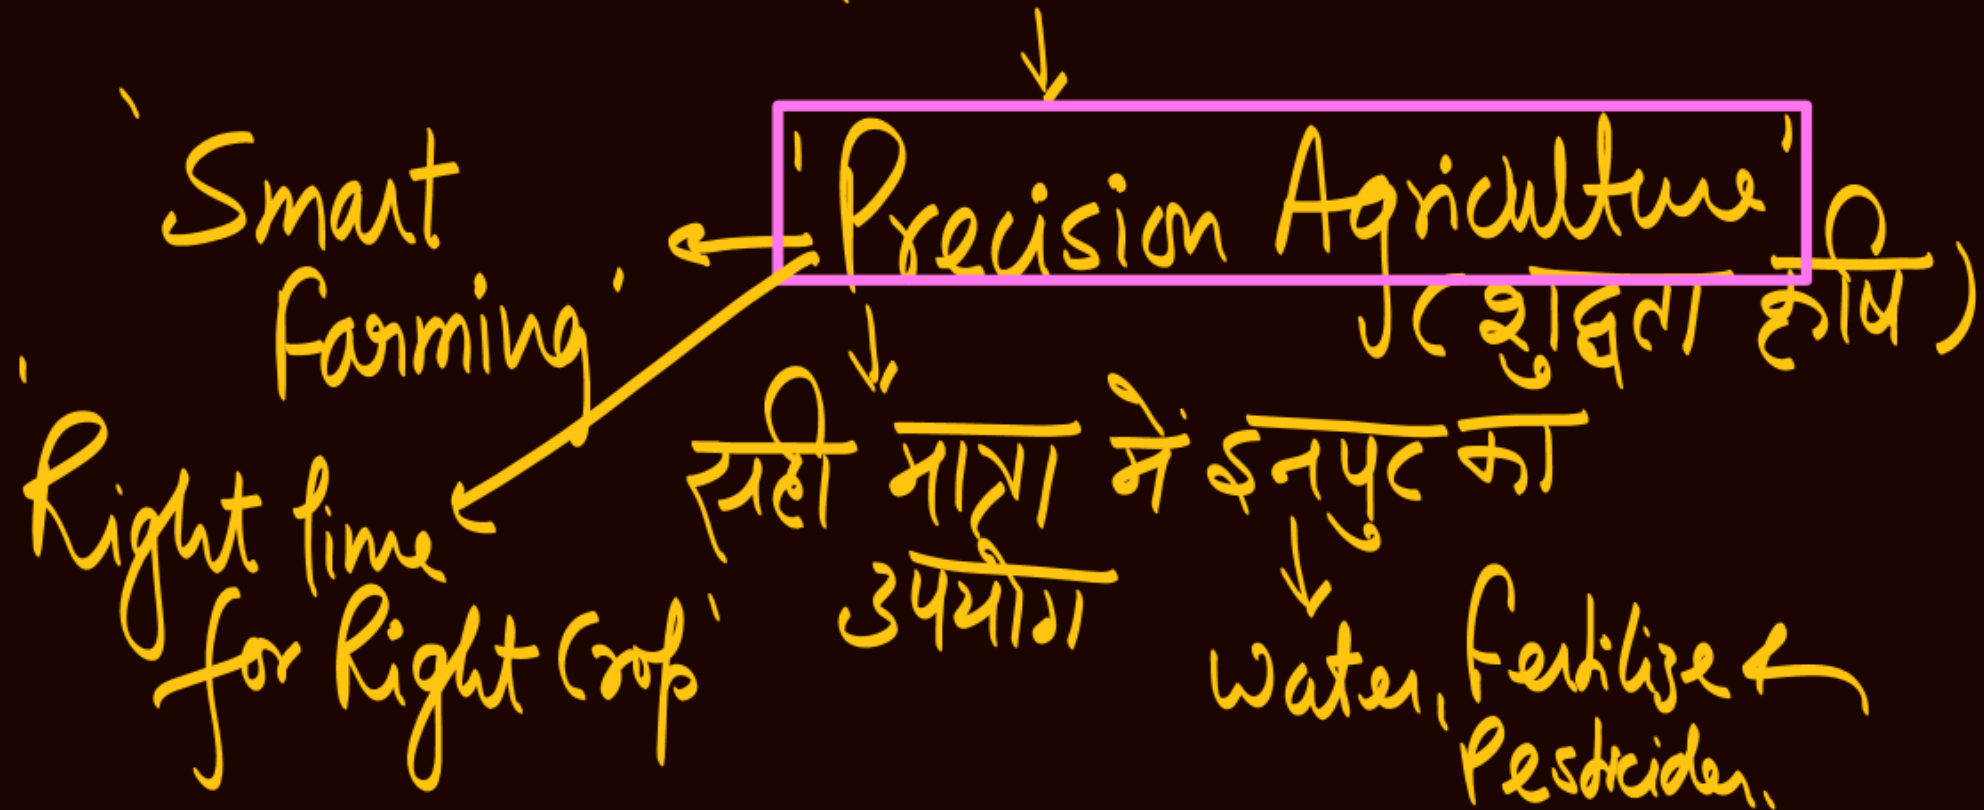 'Precision Agriculture'
(शुद्धता कृषि)
'Smart
Farming'
सही मात्रा में इनपुट का
उपयोग
'Right Time
for Right Crop'
Water, Fertilizer
Pesticides,